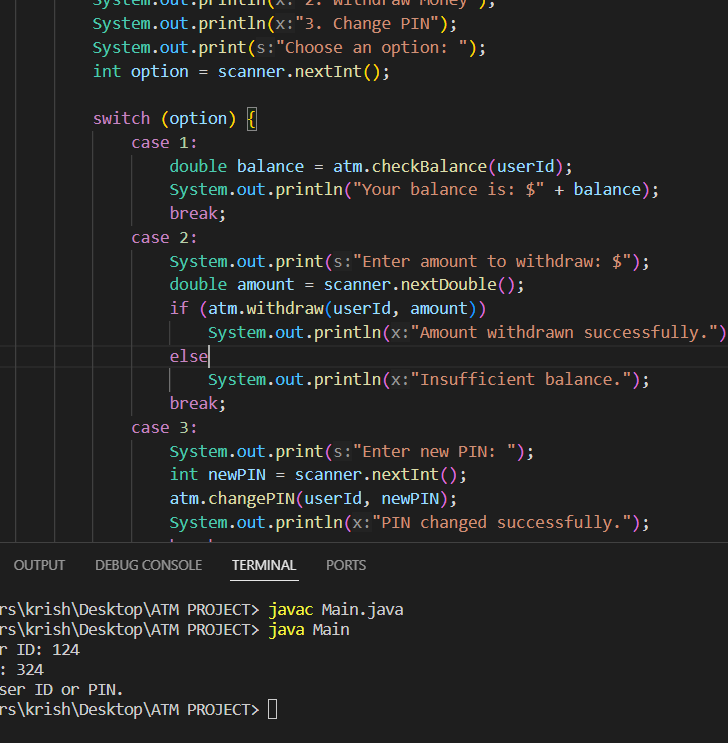 System.out.println(x:"2. Withdraw Money");
System.out.println(x:"3. Change PIN");
System.out.print(s:"Choose an option: ");
int option = scanner.nextInt();
switch (option) {
case 1:
double balance = atm.checkBalance(userId);
System.out.println("Your balance is: $" + balance);
break;
case 2:
System.out.print(s:"Enter amount to withdraw: $");
double amount = scanner.nextDouble();
if (atm.withdraw(userId, amount))
System.out.println(x:"Amount withdrawn successfully.")
else
System.out.println(x:"Insufficient balance.");
break;
case 3:
System.out.print(s:"Enter new PIN: ");
int newPIN = scanner.nextInt();
atm.changePIN(userId, newPIN);
System.out.println(x:"PIN changed successfully.");
OUTPUT DEBUG CONSOLE TERMINAL PORTS
rs\krish\Desktop\ATM PROJECT> javac Main.java
rs\krish\Desktop\ATM PROJECT> java Main
r ID: 124
: 324
ser ID or PIN.
rs\krish\Desktop\ATM PROJECT>